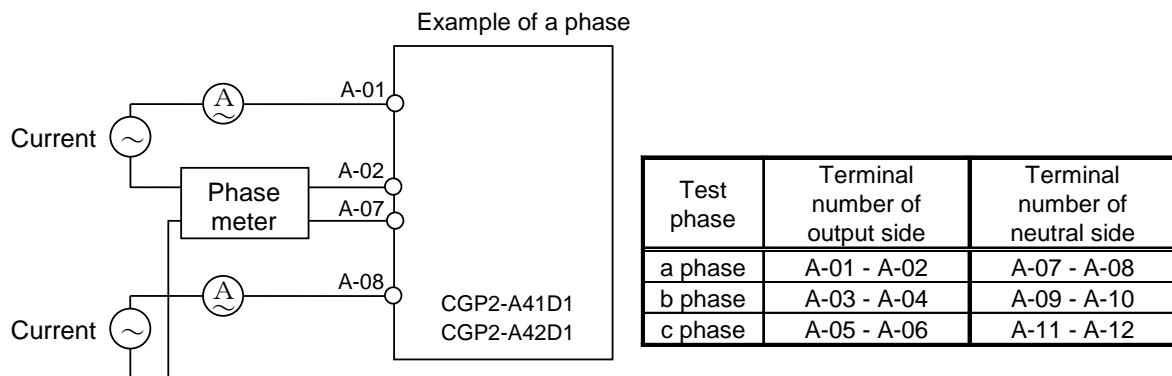 Example of a phase
A-01
A
Current
A-02
Phase
meter
A-07
A-08
A
Current
CGP2-A41D1
CGP2-A42D1
Test
phase
Terminal
number of
output side
Terminal
number of
neutral side
a phase A-01 - A-02 A-07 - A-08
b phase A-03 - A-04 A-09 - A-10
c phase A-05 - A-06 A-11 - A-12